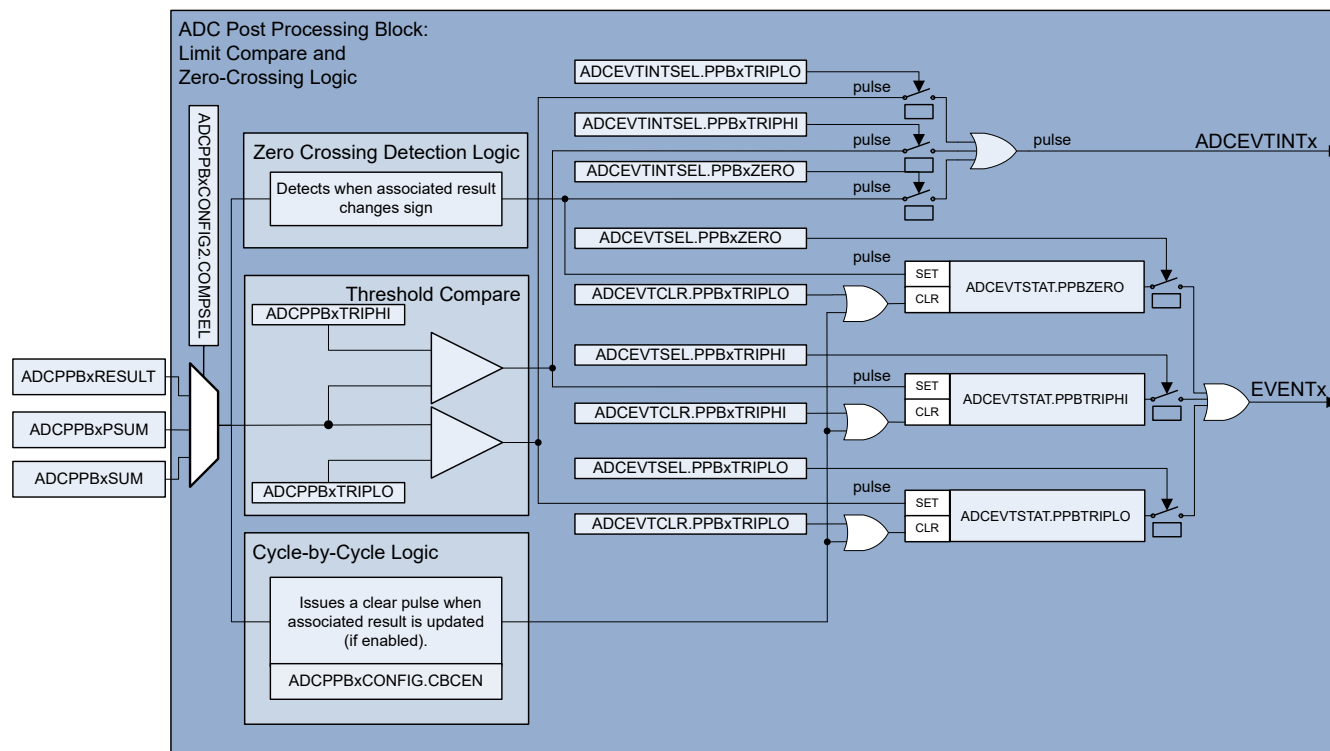 ADC Post Processing Block:
Limit Compare and
Zero-Crossing Logic
ADCPPBxCONFIG2.COMPSEL
ADCPPBxRESULT
ADCPPBxPSUM
ADCPPBxSUM
Zero Crossing Detection Logic
Detects when associated result
changes sign
Threshold Compare
ADCPPBxTRIPHI
ADCPPBxTRIPLO
Cycle-by-Cycle Logic
Issues a clear pulse when
associated result is updated
(if enabled).
ADCPPBxCONFIG.CBCEN
ADCEVTINTSEL.PPBxTRIPLO
pulse
ADCEVTINTSEL.PPBxTRIPHI
pulse
ADCEVTINTSEL.PPBxZERO
pulse
pulse
ADCEVTINTx
ADCEVTSEL.PPBxZERO
pulse
SET
CLR
ADCEVTSTAT.PPBZERO
ADCEVTCLR.PPBxTRIPLO
ADCEVTSEL.PPBxTRIPHI
pulse
SET
CLR
ADCEVTSTAT.PPBTRIPHI
ADCEVTCLR.PPBxTRIPHI
EVENTx
ADCEVTSEL.PPBxTRIPLO
pulse
SET
CLR
ADCEVTSTAT.PPBTRIPLO
ADCEVTCLR.PPBxTRIPLO